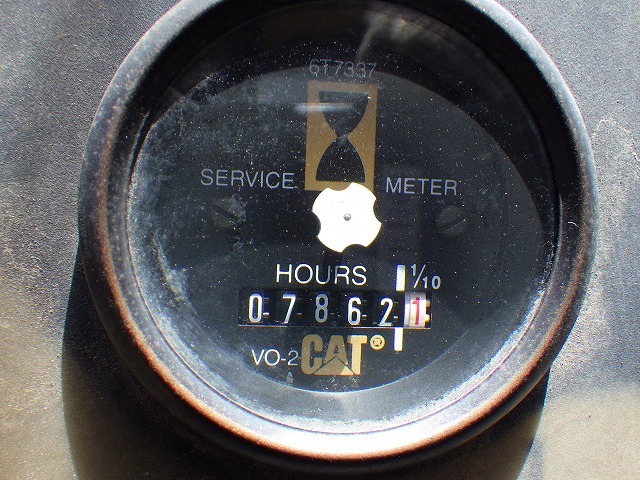 6T7337
SERVICE METER
HOURS 1/10
0 7 8 6 2 1
VO-2
CAT®